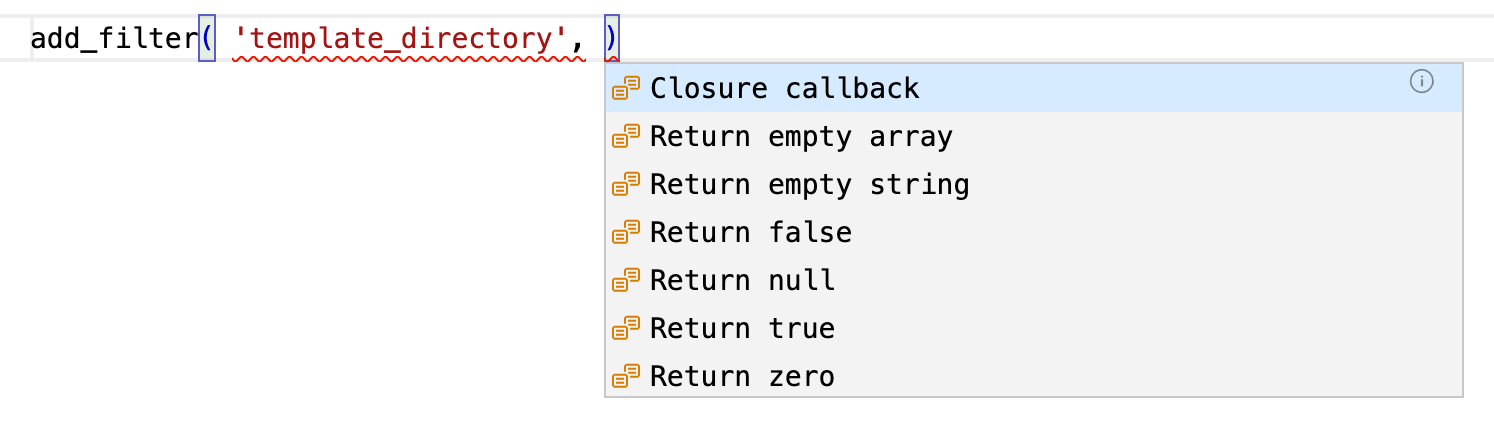 add_filter( 'template_directory', )
Closure callback
Return empty array
Return empty string
Return false
Return null
Return true
Return zero